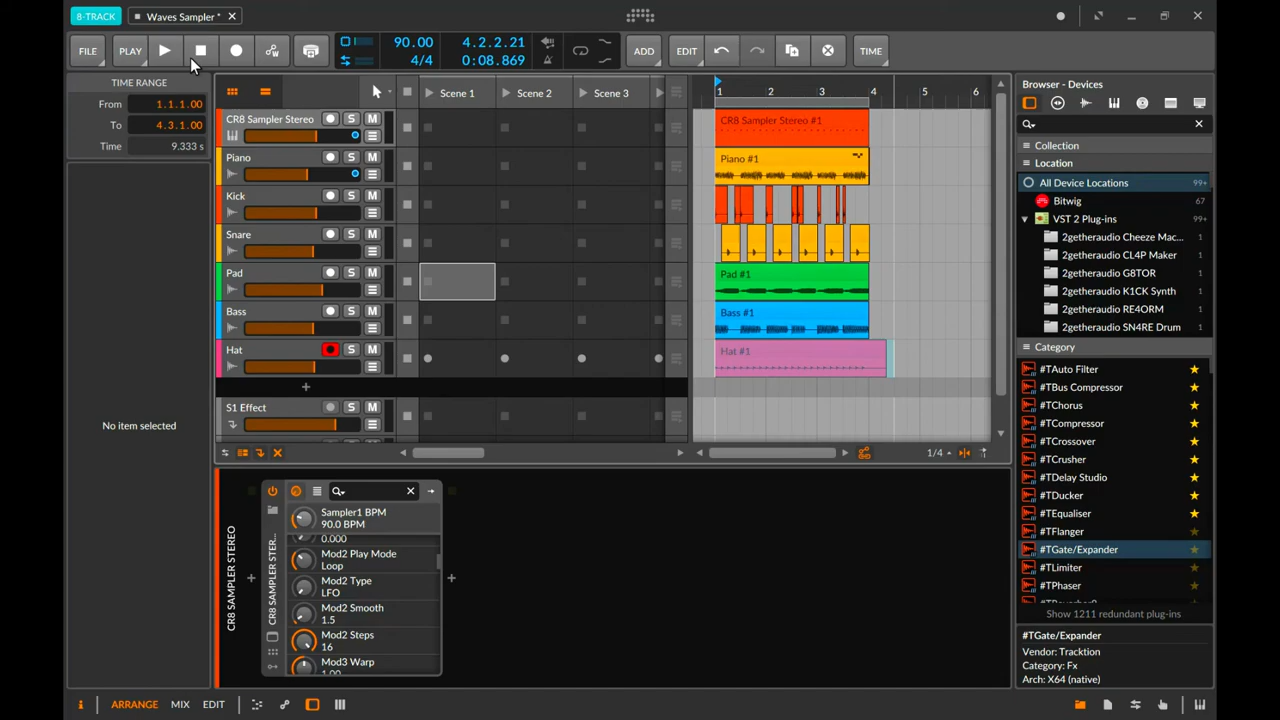 8-TRACK
Waves Sampler *
FILE
PLAY
90.00
4/4
4.2.2.21
0:08.869
ADD
EDIT
TIME
TIME RANGE
From 1.1.1.00
To 4.3.1.00
Time 9.333 s
No item selected
Scene 1
Scene 2
Scene 3
1 2 3 4 5 6
CR8 Sampler Stereo
Piano S M
Kick S M
Snare S M
Pad S M
Bass S M
Hat S M
S1 Effect S M
CR8 Sampler Stereo #1
Piano #1
Pad #1
Bass #1
Hat #1
+
1/4
CR8 SAMPLER STEREO
CR8 SAMPLER STER...
Sampler1 BPM
90.0 BPM
0.000
Mod2 Play Mode
Loop
Mod2 Type
LFO
Mod2 Smooth
1.5
Mod2 Steps
16
Mod3 Warp
1.00
Browser - Devices
Collection
Location
All Device Locations 99+
Bitwig 67
VST 2 Plug-ins 99+
2getheraudio Cheeze Mac... 1
2getheraudio CL4P Maker 1
2getheraudio G8TOR 1
2getheraudio K1CK Synth 1
2getheraudio RE4ORM 1
2getheraudio SN4RE Drum 1
Category
#TAuto Filter
#TBus Compressor
#TChorus
#TCompressor
#TCrossover
#TCrusher
#TDelay Studio
#TDucker
#TEqualiser
#TFlanger
#TGate/Expander
#TLimiter
#TPhaser
Show 1211 redundant plug-ins
#TGate/Expander
Vendor: Tracktion
Category: Fx
Arch: X64 (native)
ARRANGE
MIX
EDIT